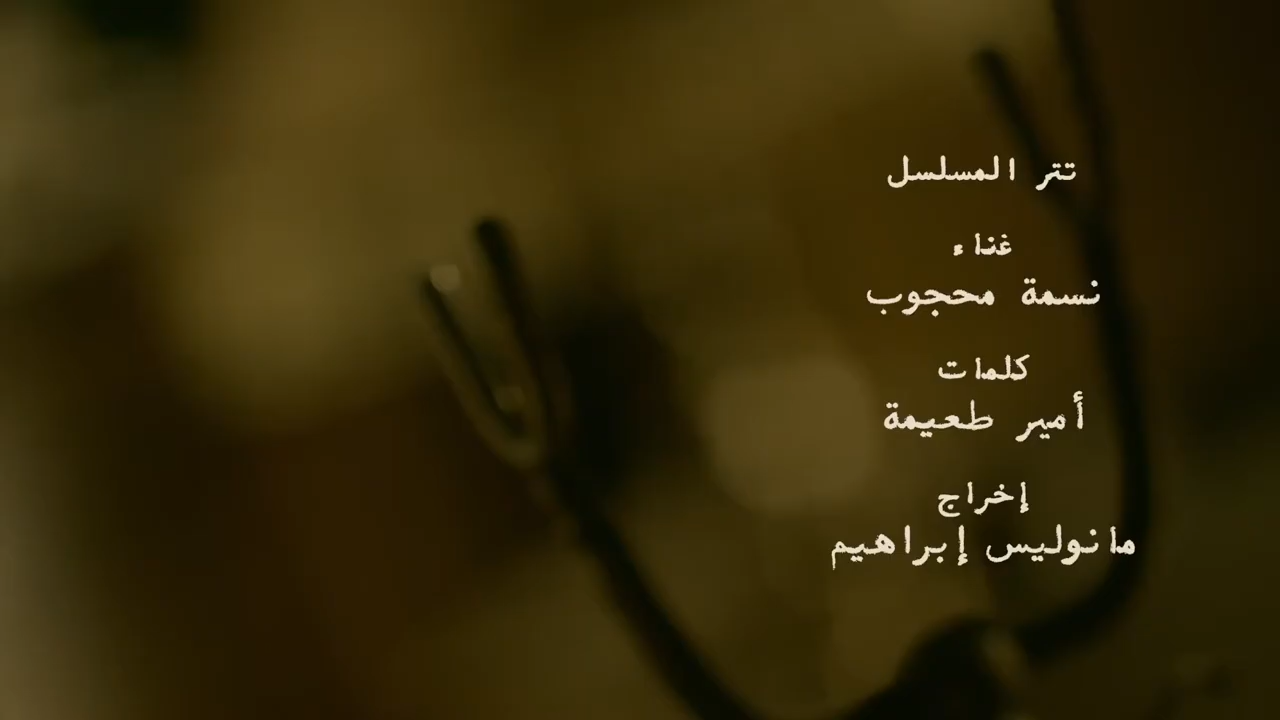 تتر المسلسل
غناء
نسمة محجوب
كلمات
أمير طعيمة
إخراج
مانوليس إبراهيم